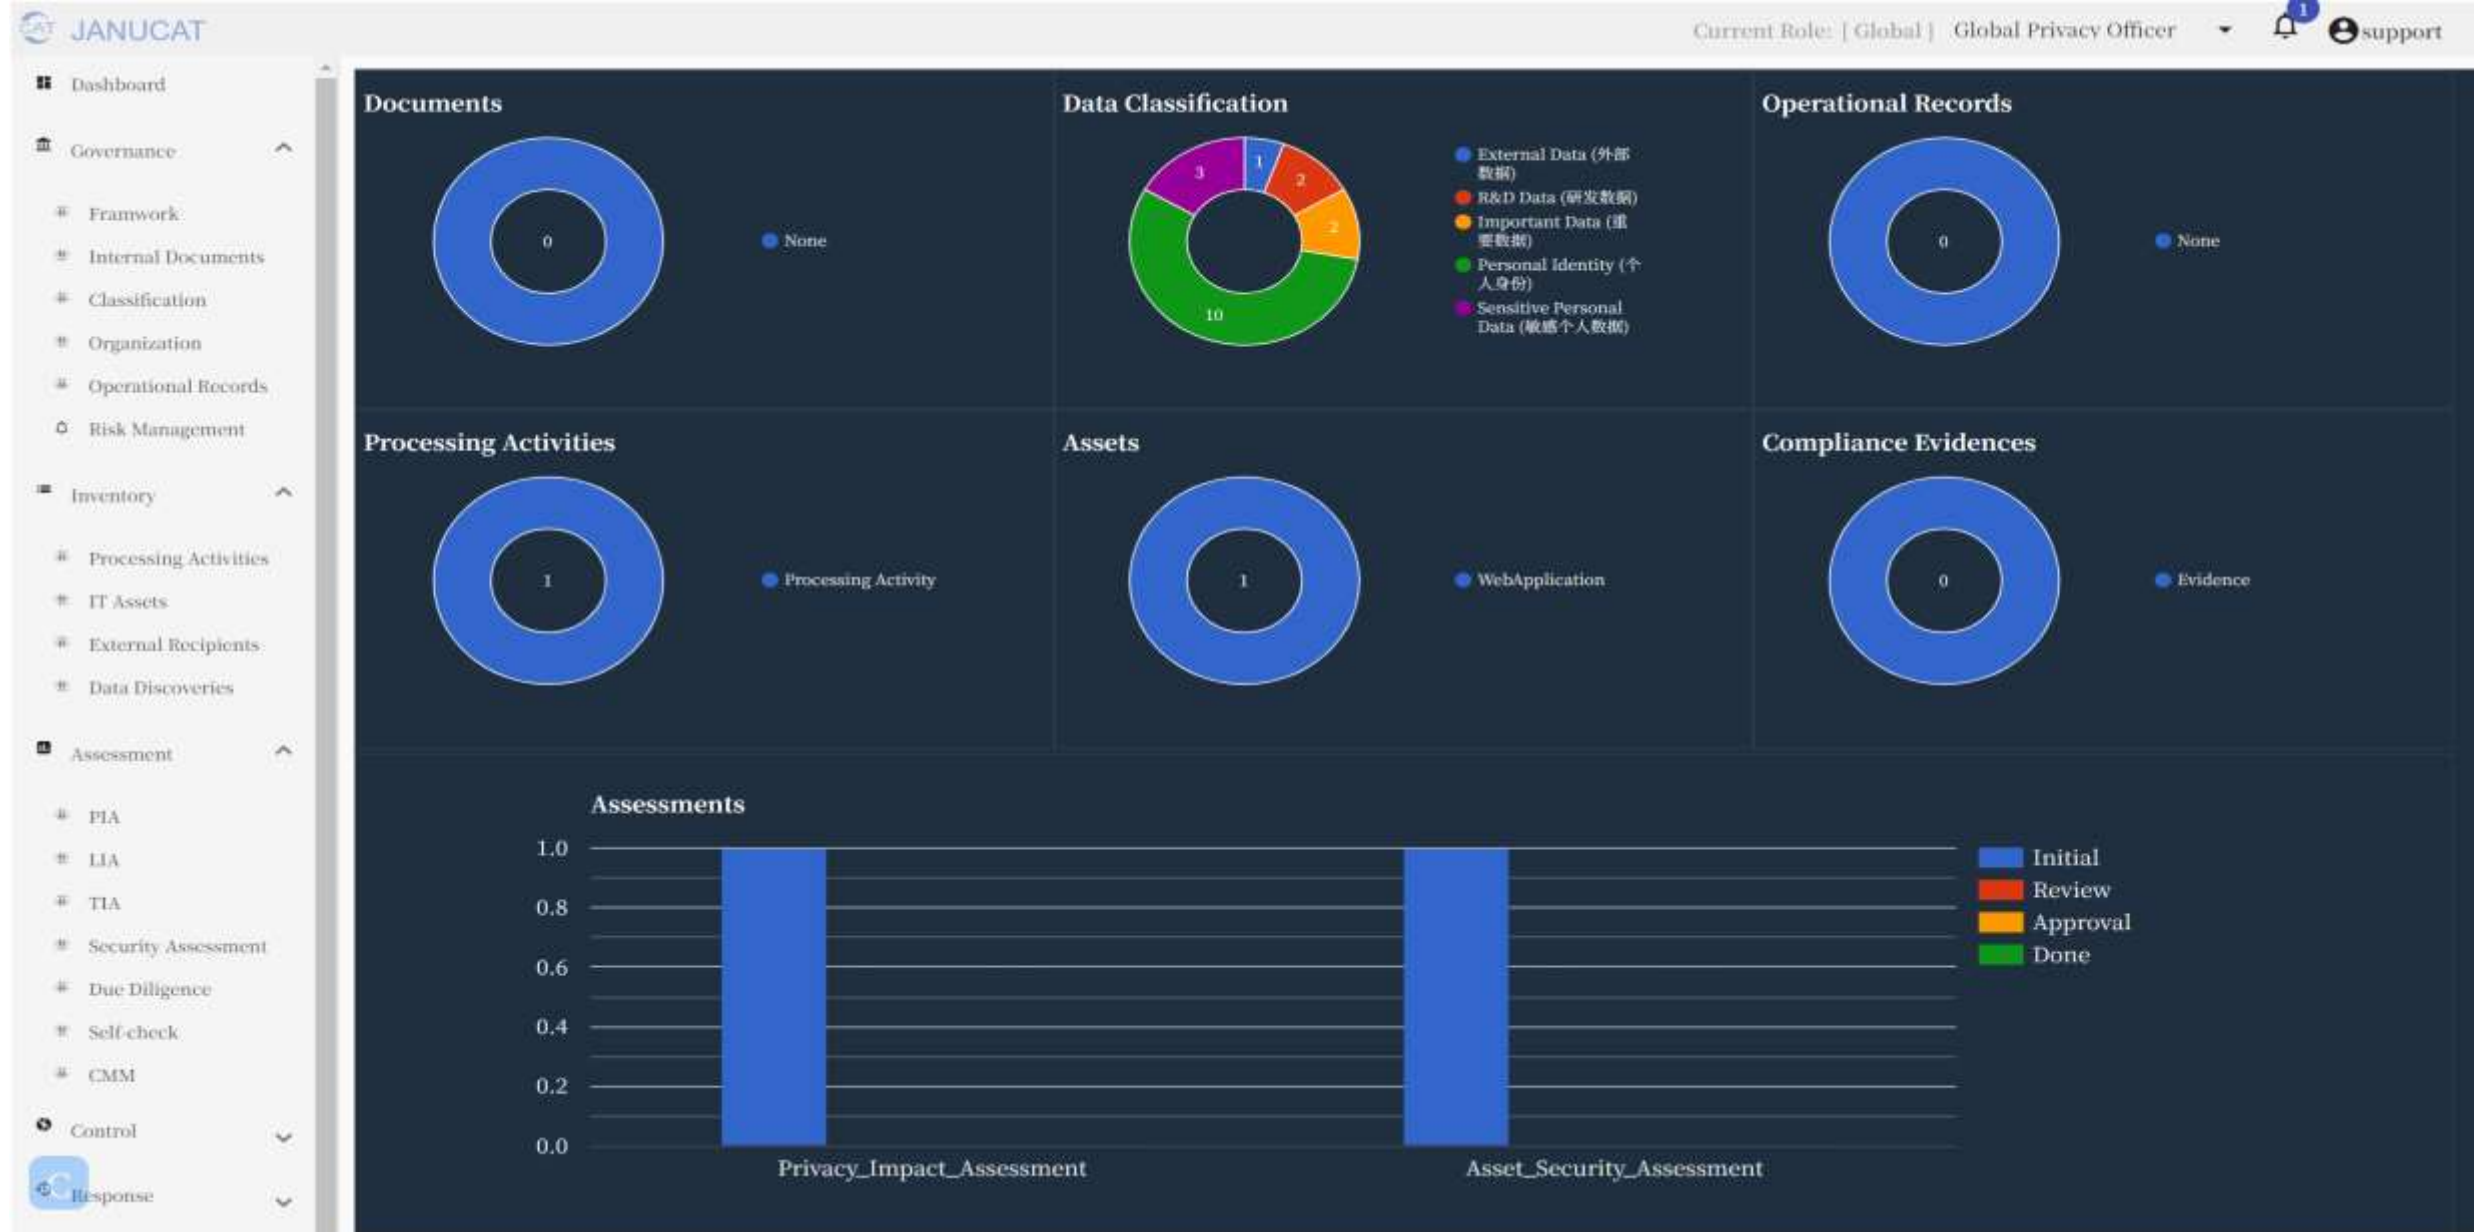 CAT JANUCAT
Current Role: [ Global ] Global Privacy Officer
1
support
Dashboard
Governance
Framwork
Internal Documents
Classification
Organization
Operational Records
Risk Management
Inventory
Processing Activities
IT Assets
External Recipients
Data Discoveries
Assessment
PIA
LIA
TIA
Security Assessment
Due Diligence
Self-check
CMM
Control
C
Response
Documents
0
None
Data Classification
1
2
2
10
3
External Data (外部
数据)
R&D Data (研发数据)
Important Data (重
要数据)
Personal Identity (个
人身份)
Sensitive Personal
Data (敏感个人数据)
Operational Records
0
None
Processing Activities
1
Processing Activity
Assets
1
WebApplication
Compliance Evidences
0
Evidence
Assessments
1.0
0.8
0.6
0.4
0.2
0.0
Privacy_Impact_Assessment
Asset_Security_Assessment
Initial
Review
Approval
Done